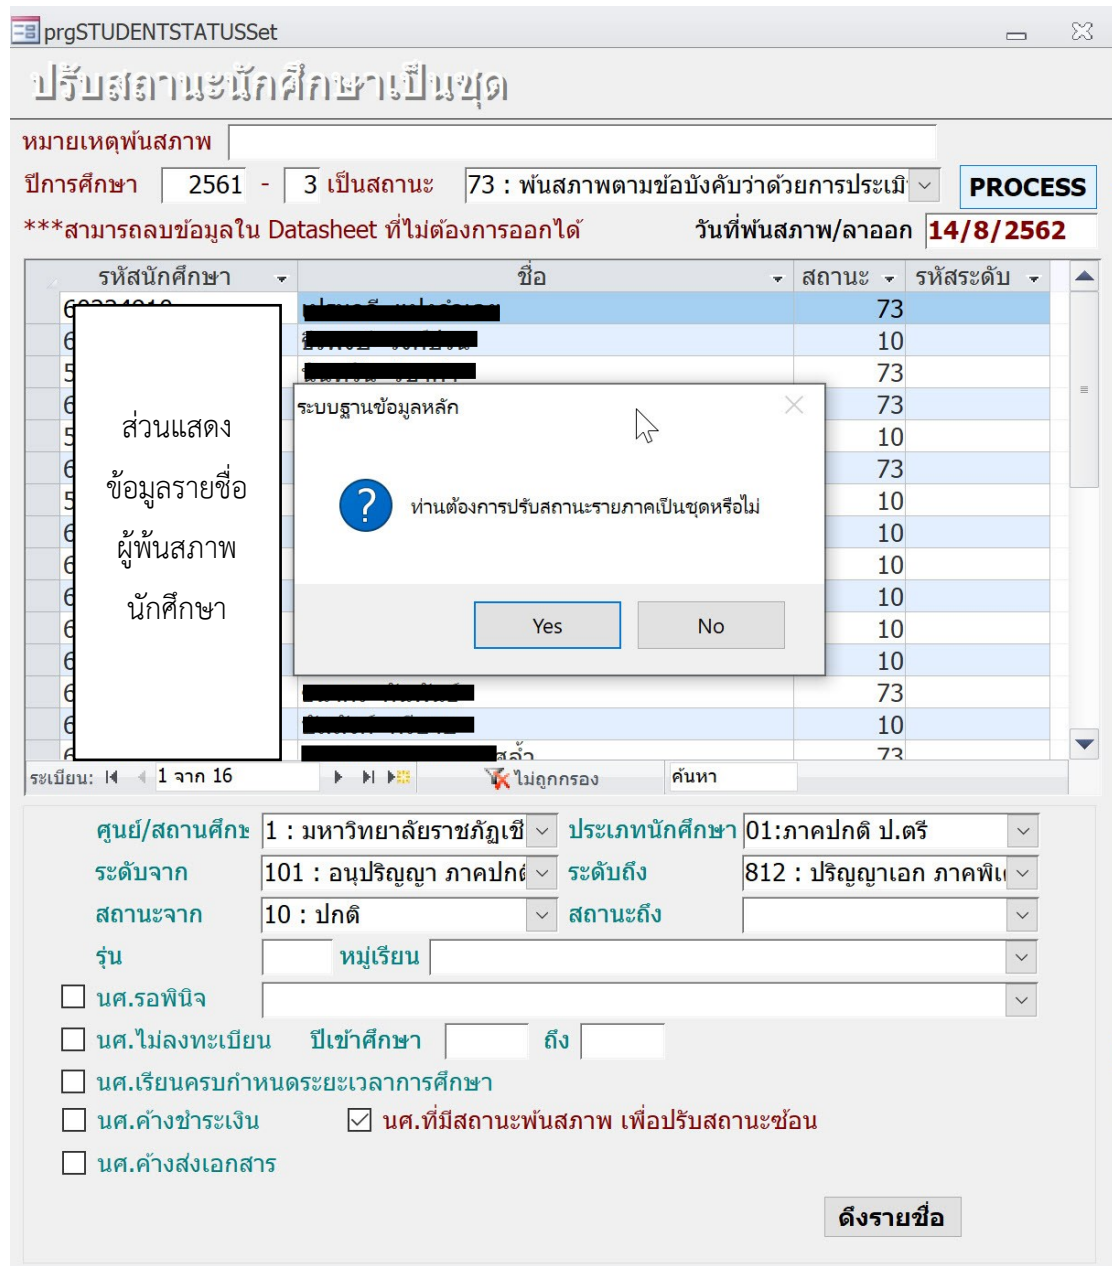 prgSTUDENTSTATUSSet
ปรับสถานะนักศึกษาเป็นชุด
หมายเหตุพ้นสภาพ
ปีการศึกษา 2561 - 3 เป็นสถานะ 73 : พ้นสภาพตามข้อบังคับว่าด้วยการประเมิ PROCESS
***สามารถลบข้อมูลใน Datasheet ที่ไม่ต้องการออกได้ วันที่พ้นสภาพ/ลาออก 14/8/2562
รหัสนักศึกษา ชื่อ สถานะ รหัสระดับ
73
6 10
5 73
6 73
5 10
6 73
5 10
6 10
6 10
6 10
6 10
6 10
6 73
6 10
6 73
ส่วนแสดง
ข้อมูลรายชื่อ
ผู้พ้นสภาพ
นักศึกษา
ระบบฐานข้อมูลหลัก
ท่านต้องการปรับสถานะรายภาคเป็นชุดหรือไม่
Yes No
ระเบียน: 1 จาก 16 ไม่ถูกกรอง ค้นหา
ศูนย์/สถานศึกษ 1 : มหาวิทยาลัยราชภัฏเชี ประเภทนักศึกษา 01:ภาคปกติ ป.ตรี
ระดับจาก 101 : อนุปริญญา ภาคปกติ ระดับถึง 812 : ปริญญาเอก ภาคพิเ
สถานะจาก 10 : ปกติ สถานะถึง
รุ่น หมู่เรียน
นศ.รอพินิจ
นศ.ไม่ลงทะเบียน ปีเข้าศึกษา ถึง
นศ.เรียนครบกำหนดระยะเวลาการศึกษา
นศ.ค้างชำระเงิน นศ.ที่มีสถานะพ้นสภาพ เพื่อปรับสถานะซ้อน
นศ.ค้างส่งเอกสาร
ดึงรายชื่อ